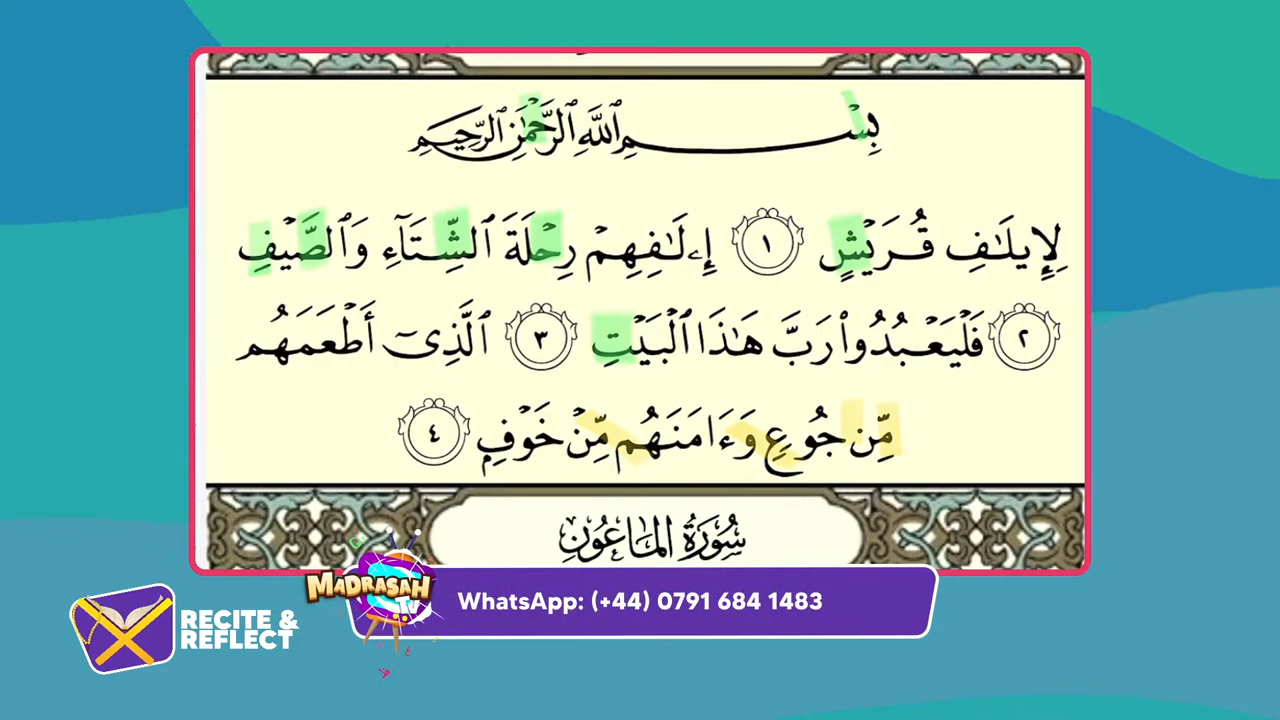 بِسْمِ ٱللَّهِ ٱلرَّحْمَٰنِ ٱلرَّحِيمِ
لِإِيلَـٰفِ قُرَيْشٍ ١ إِۦلَـٰفِهِمْ رِحْلَةَ ٱلشِّتَآءِ وَٱلصَّيْفِ
٢ فَلْيَعْبُدُوا۟ رَبَّ هَـٰذَا ٱلْبَيْتِ ٣ ٱلَّذِىٓ أَطْعَمَهُم
مِّن جُوعٍ وَءَامَنَهُم مِّنْ خَوْفٍۭ ٤
سُورَةُ المَاعُونِ
MADRASAH TV
WhatsApp: (+44) 0791 684 1483
RECITE &
REFLECT